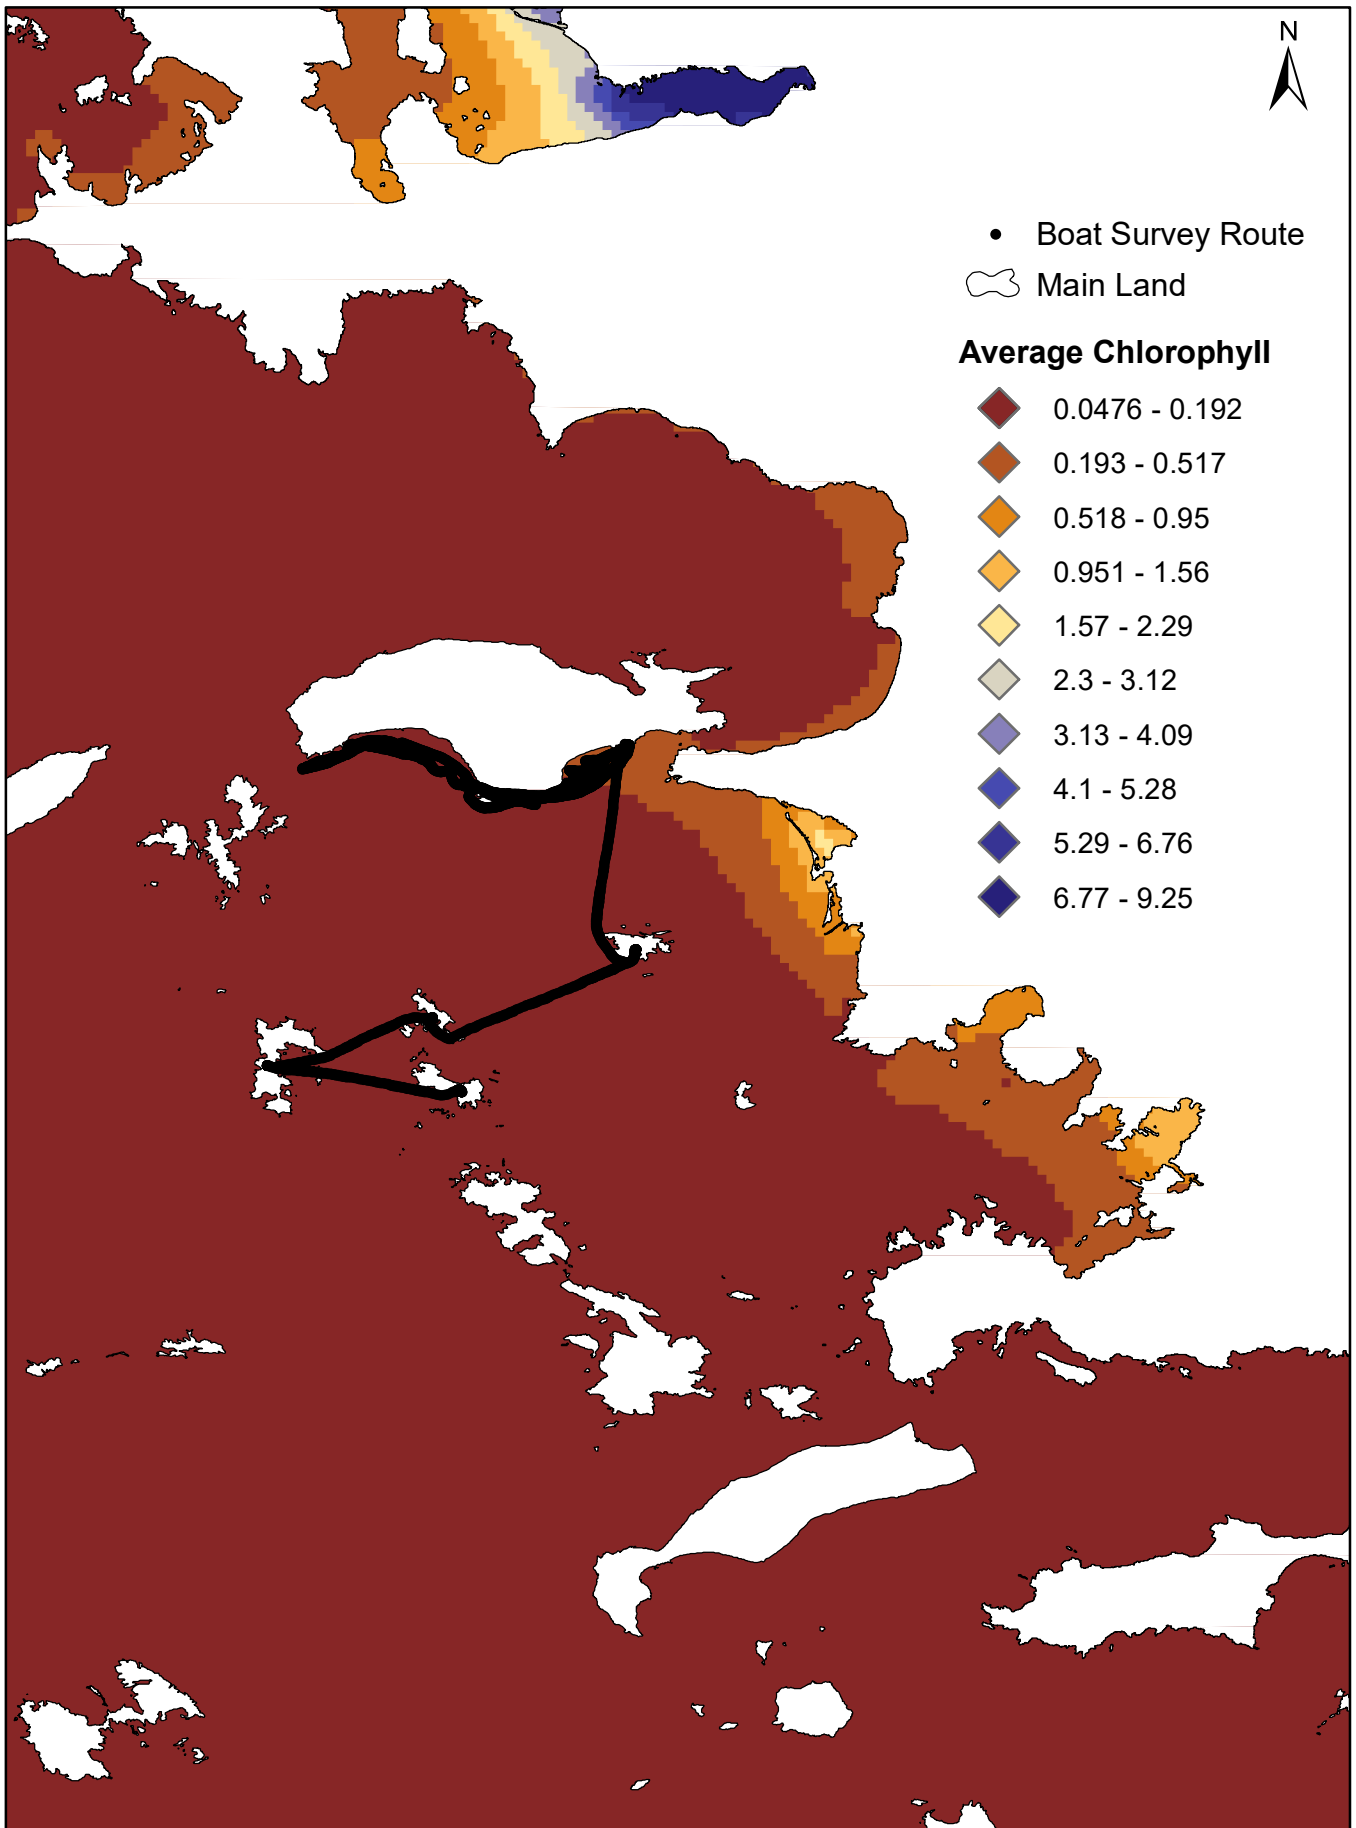 N
Boat Survey Route
Main Land
Average Chlorophyll
0.0476 - 0.192
0.193 - 0.517
0.518 - 0.95
0.951 - 1.56
1.57 - 2.29
2.3 - 3.12
3.13 - 4.09
4.1 - 5.28
5.29 - 6.76
6.77 - 9.25